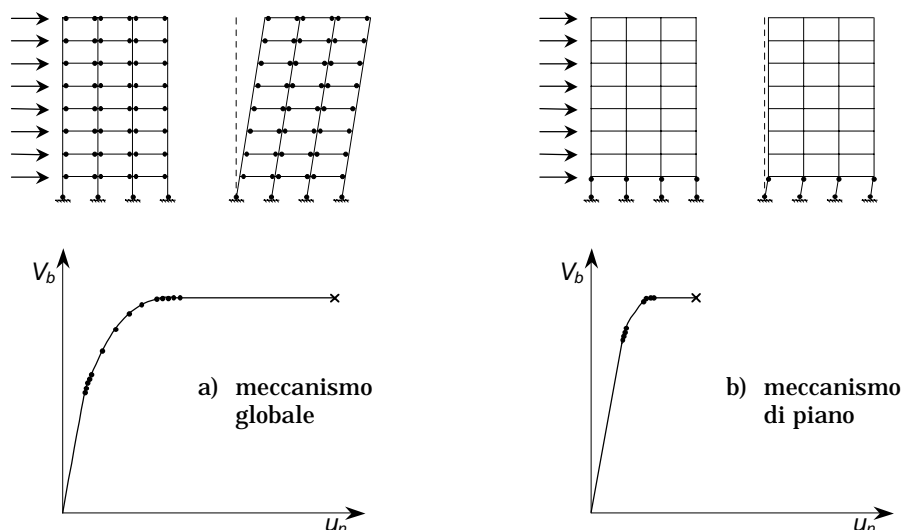 V_b
a) meccanismo
globale
u_n
V_b
b) meccanismo
di piano
u_n